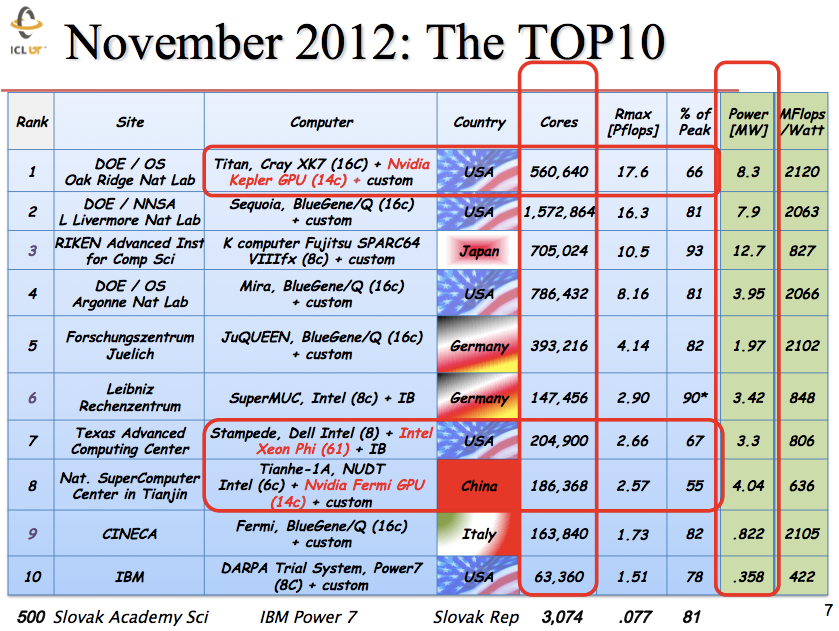 ICL UT
November 2012: The TOP10
Rank Site Computer Country Cores Rmax [Pflops] % of Peak Power [MW] MFlops /Watt
1 DOE / OS Oak Ridge Nat Lab Titan, Cray XK7 (16C) + Nvidia Kepler GPU (14c) + custom USA 560,640 17.6 66 8.3 2120
2 DOE / NNSA L Livermore Nat Lab Sequoia, BlueGene/Q (16c) + custom USA 1,572,864 16.3 81 7.9 2063
3 RIKEN Advanced Inst for Comp Sci K computer Fujitsu SPARC64 VIIIfx (8c) + custom Japan 705,024 10.5 93 12.7 827
4 DOE / OS Argonne Nat Lab Mira, BlueGene/Q (16c) + custom USA 786,432 8.16 81 3.95 2066
5 Forschungszentrum Juelich JuQUEEN, BlueGene/Q (16c) + custom Germany 393,216 4.14 82 1.97 2102
6 Leibniz Rechenzentrum SuperMUC, Intel (8c) + IB Germany 147,456 2.90 90* 3.42 848
7 Texas Advanced Computing Center Stampede, Dell Intel (8) + Intel Xeon Phi (61) + IB USA 204,900 2.66 67 3.3 806
8 Nat. SuperComputer Center in Tianjin Tianhe-1A, NUDT Intel (6c) + Nvidia Fermi GPU (14c) + custom China 186,368 2.57 55 4.04 636
9 CINECA Fermi, BlueGene/Q (16c) + custom Italy 163,840 1.73 82 .822 2105
10 IBM DARPA Trial System, Power7 (8C) + custom USA 63,360 1.51 78 .358 422
500 Slovak Academy Sci IBM Power 7 Slovak Rep 3,074 .077 81
7